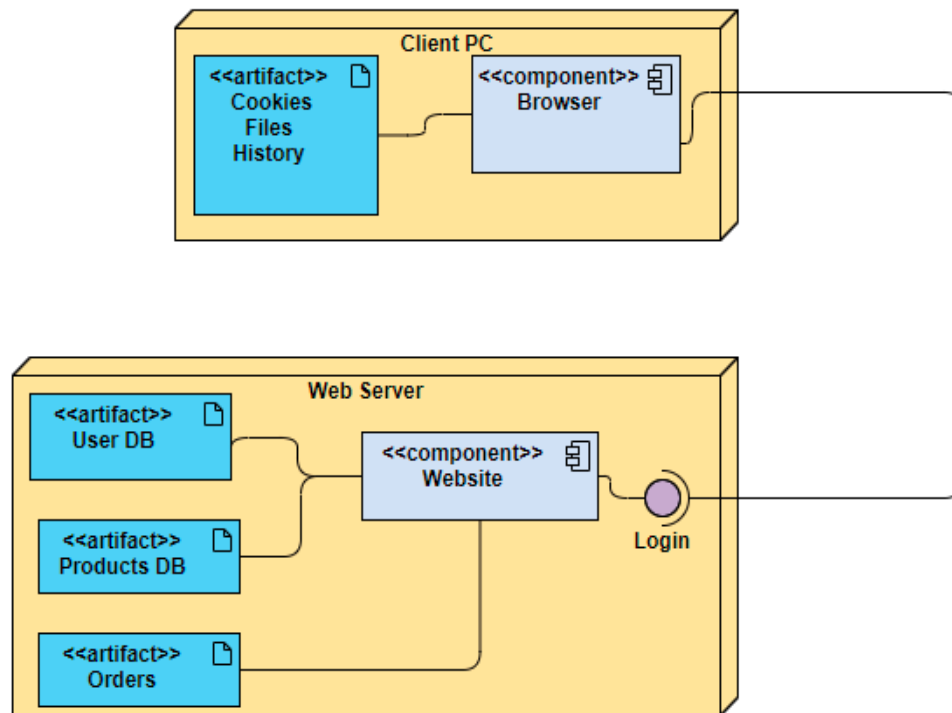 Client PC
<<artifact>>
Cookies
Files
History
<<component>>
Browser
Web Server
<<artifact>>
User DB
<<component>>
Website
<<artifact>>
Products DB
Login
<<artifact>>
Orders